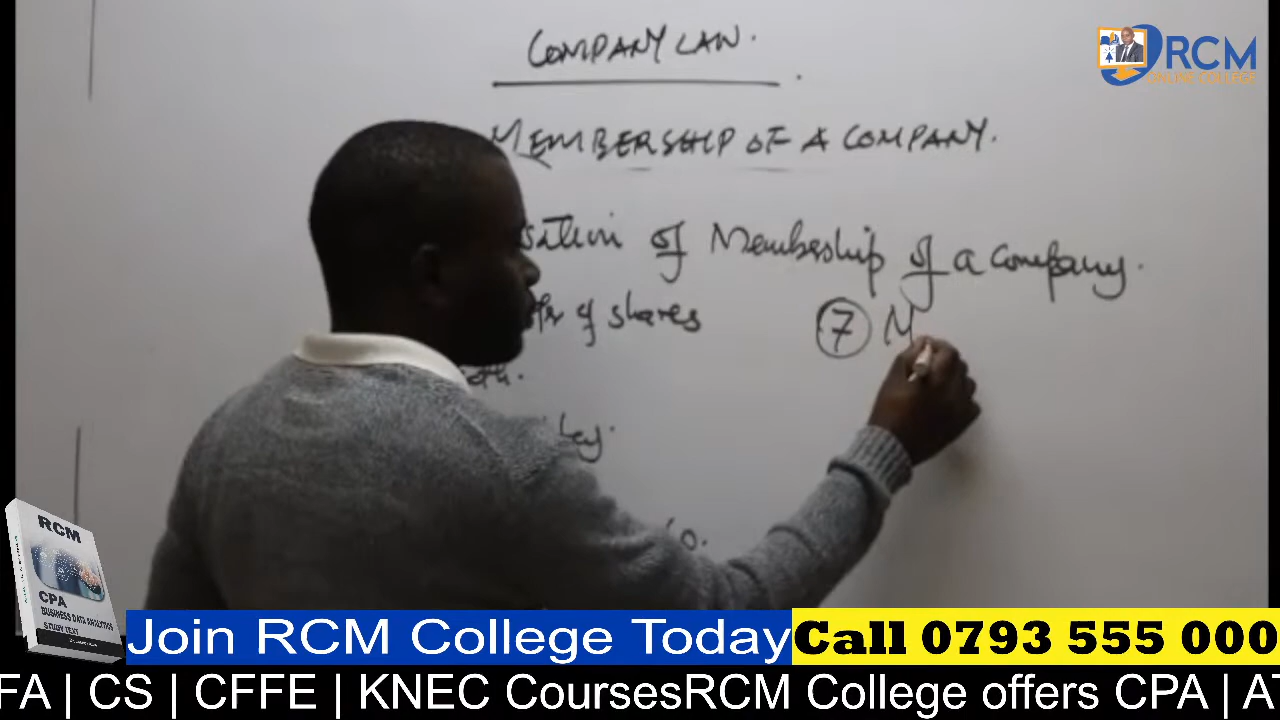 COMPANY LAW.
RCM
ONLINE COLLEGE
MEMBERSHIP OF A COMPANY.
of Membership of a Company.
of shares
7 M
RCM
CPA
BUSINESS DATA ANALYTICS
STUDY TEXT
Join RCM College Today
Call 0793 555 000
FA | CS | CFFE | KNEC CoursesRCM College offers CPA | AT